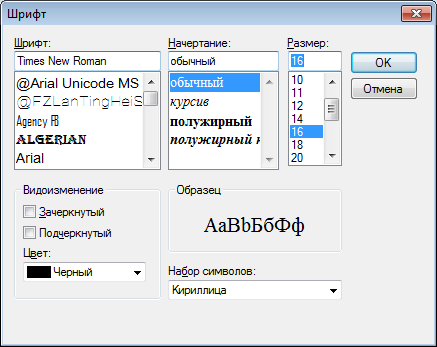 Шрифт
Шрифт:
Начертание:
Размер:
Times New Roman
обычный
16
OK
Отмена
@Arial Unicode MS
@FZLanTingHeiS
Agency FB
ALGERIAN
Arial
обычный
курсив
полужирный
полужирный
10
11
12
14
16
18
20
Видоизменение
Зачеркнутый
Подчеркнутый
Цвет:
Черный
Образец
AaBbБбФф
Набор символов:
Кириллица